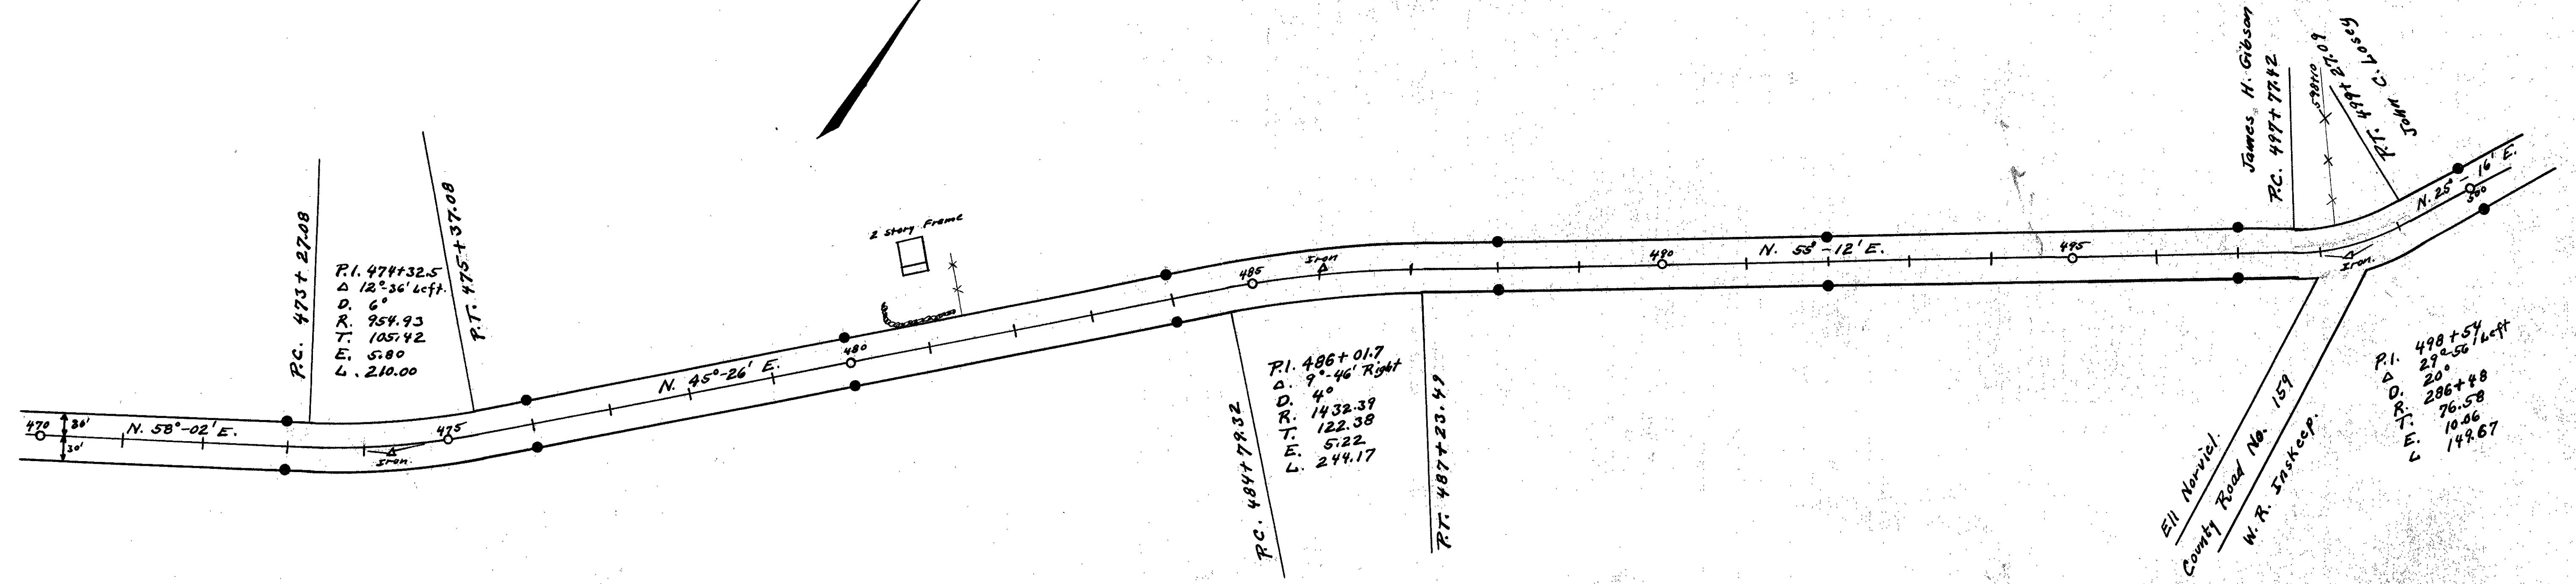 470
30'
30'
N. 58°-02' E.
P.C. 473+27.08
P.I. 474+32.5
Δ 12°-36' Left.
D. 6°
R. 954.93
T. 105.42
E. 5.80
L. 210.00
P.T. 475+37.08
Iron.
475
N. 45°-26' E.
2 Story Frame
480
485
Iron
P.C. 484+79.32
P.I. 486+01.7
Δ. 9°-46' Right
D. 4°
R. 1432.39
T. 122.38
E. 5.22
L. 244.17
P.T. 487+23.49
490
N. 55°-12' E.
495
James H. Gibson
P.C. 497+77.42
498+10
P.T. 499+27.09
John C. Losey
N. 25°-16' E.
500
Iron.
Ell Norviel.
County Road No. 159
W. R. Inskeep.
P.I. 498+54
Δ 29°-56' Left
D. 20°
R. 286+48
T. 76.58
E. 10.06
L 149.67